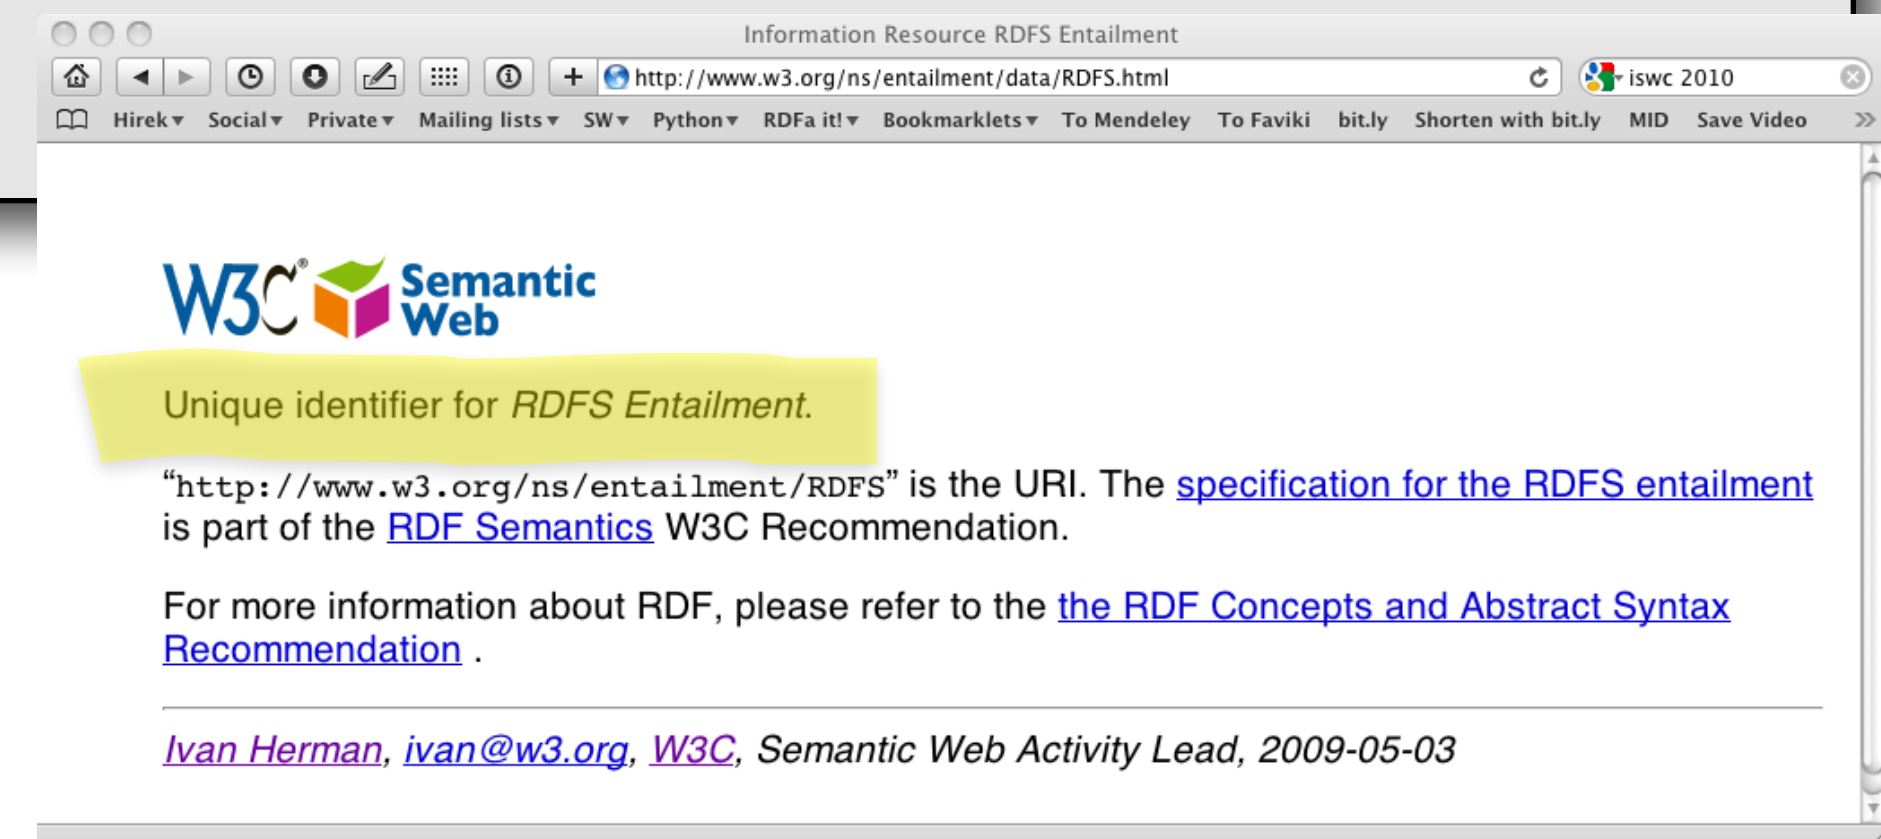 Information Resource RDFS Entailment
http://www.w3.org/ns/entailment/data/RDFS.html
iswc 2010
Hirek Social Private Mailing lists SW Python RDFa it! Bookmarklets To Mendeley To Faviki bit.ly Shorten with bit.ly MID Save Video
W3C® Semantic
Web
Unique identifier for RDFS Entailment.
“http://www.w3.org/ns/entailment/RDFS” is the URI. The specification for the RDFS entailment
is part of the RDF Semantics W3C Recommendation.
For more information about RDF, please refer to the the RDF Concepts and Abstract Syntax
Recommendation .
Ivan Herman, ivan@w3.org, W3C, Semantic Web Activity Lead, 2009-05-03